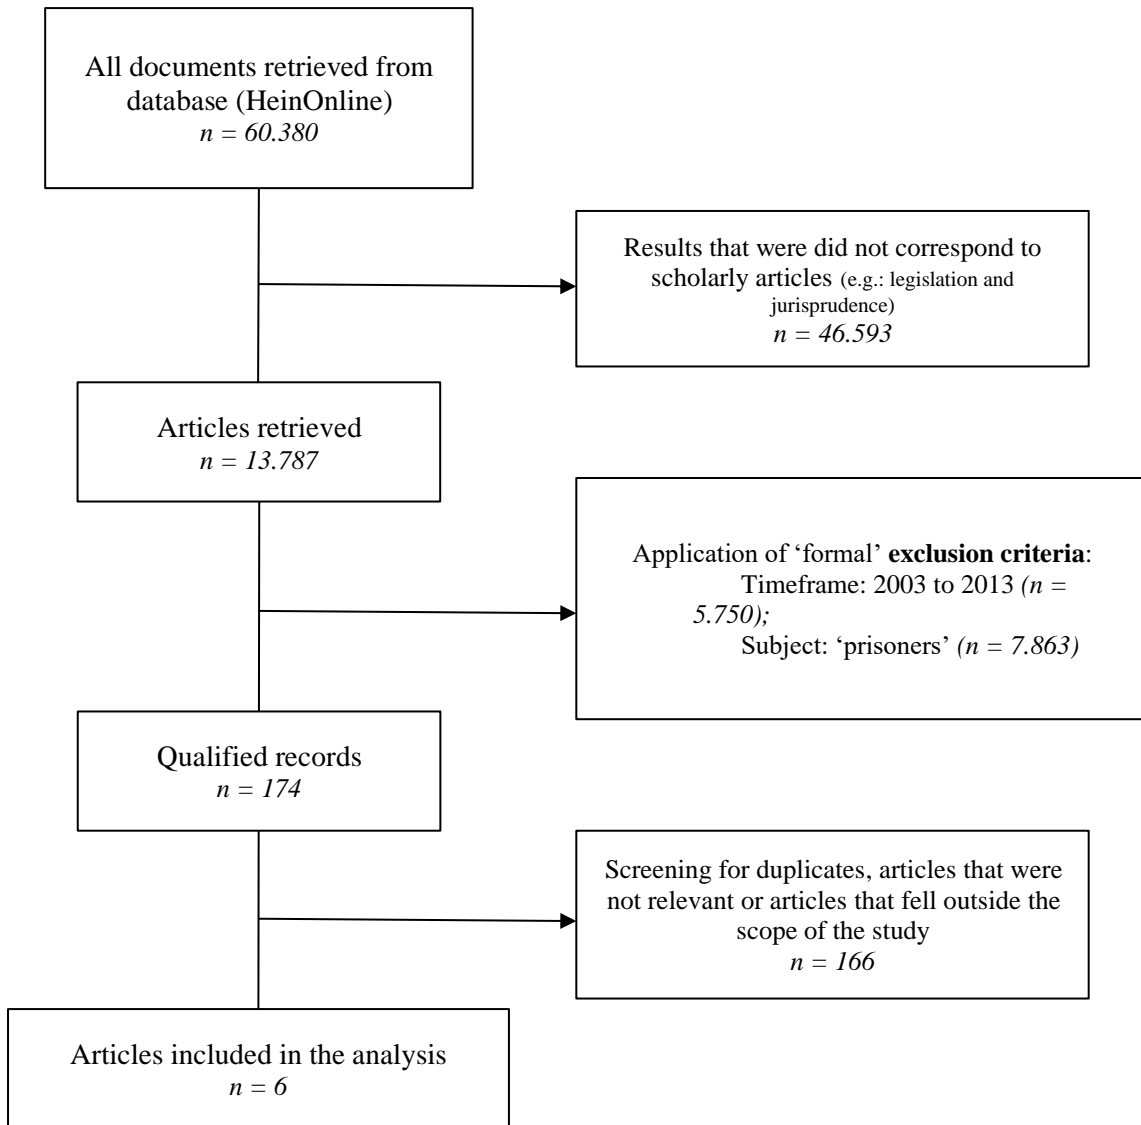 All documents retrieved from
database (HeinOnline)
n = 60.380
Results that were did not correspond to
scholarly articles (e.g.: legislation and
jurisprudence)
n = 46.593
Articles retrieved
n = 13.787
Application of ‘formal’ exclusion criteria:
Timeframe: 2003 to 2013 (n =
5.750);
Subject: ‘prisoners’ (n = 7.863)
Qualified records
n = 174
Screening for duplicates, articles that were
not relevant or articles that fell outside the
scope of the study
n = 166
Articles included in the analysis
n = 6